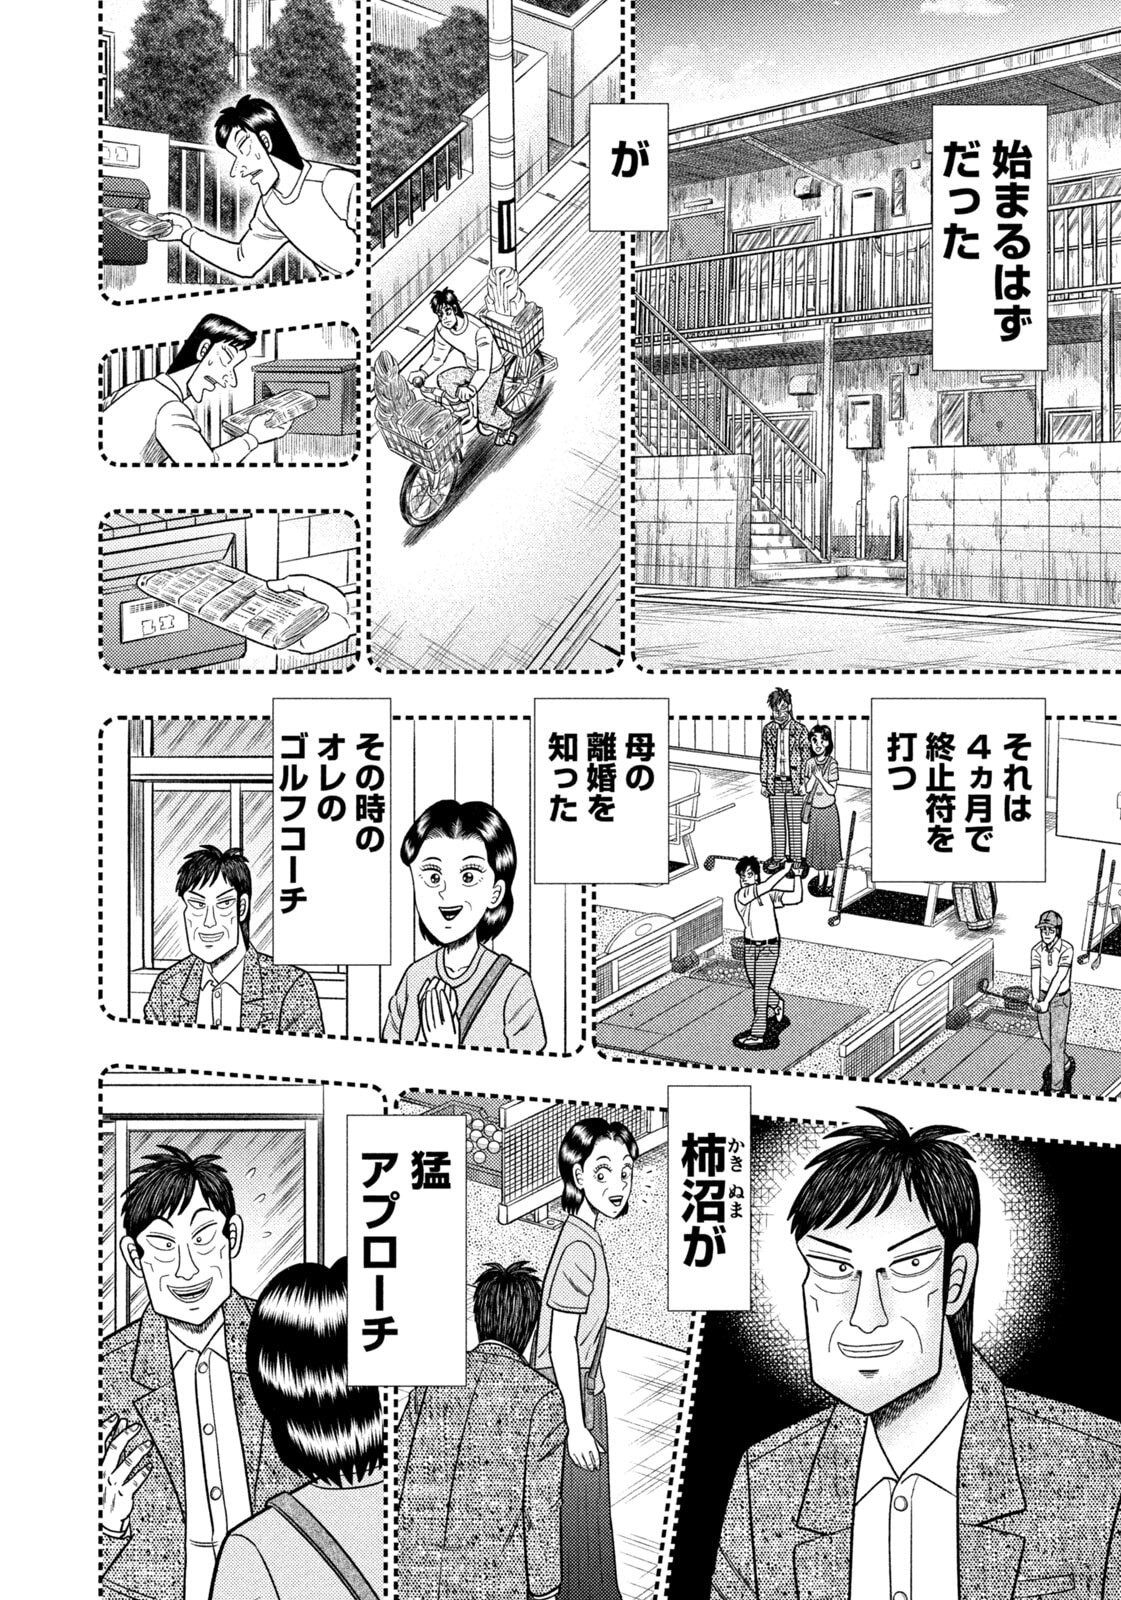 始まるはず
だった
が
それは
4ヵ月で
終止符を
打つ
母の
離婚を
知った
その時の
オレの
ゴルフコーチ
柿沼が
かきぬま
猛
アプローチ